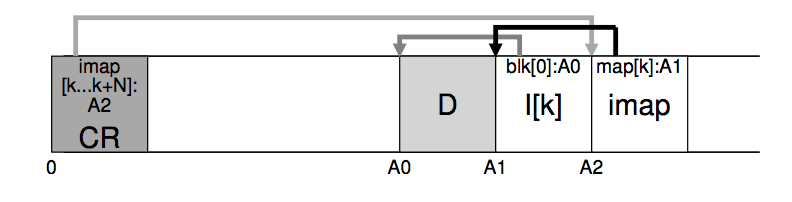 imap
[k...k+N]:
A2
CR
D
blk[0]:A0
I[k]
map[k]:A1
imap
0
A0
A1
A2